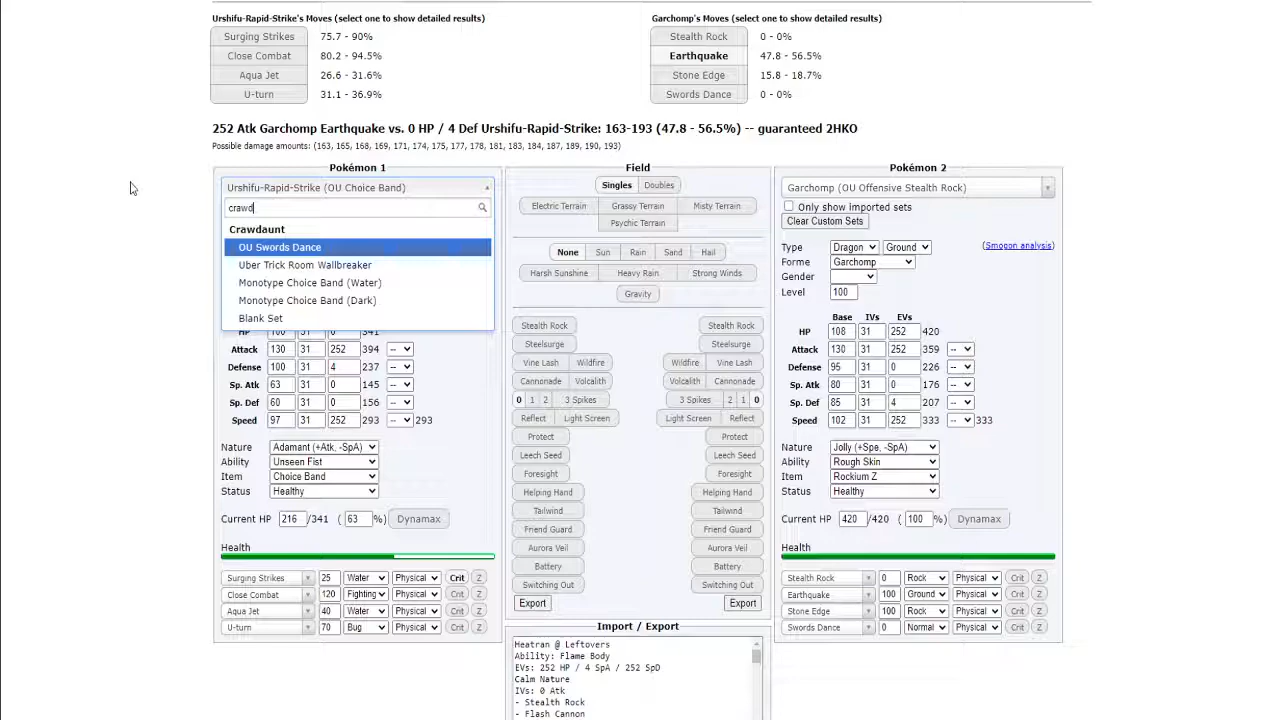 Urshifu-Rapid-Strike's Moves (select one to show detailed results)
Surging Strikes 75.7 - 90%
Close Combat 80.2 - 94.5%
Aqua Jet 26.6 - 31.6%
U-turn 31.1 - 36.9%
Garchomp's Moves (select one to show detailed results)
Stealth Rock 0 - 0%
Earthquake 47.8 - 56.5%
Stone Edge 15.8 - 18.7%
Swords Dance 0 - 0%
252 Atk Garchomp Earthquake vs. 0 HP / 4 Def Urshifu-Rapid-Strike: 163-193 (47.8 - 56.5%) -- guaranteed 2HKO
Possible damage amounts: (163, 165, 168, 169, 171, 174, 175, 177, 178, 181, 183, 184, 187, 189, 190, 193)
Pokémon 1
Urshifu-Rapid-Strike (OU Choice Band)
crawd
Crawdaunt
OU Swords Dance
Uber Trick Room Wallbreaker
Monotype Choice Band (Water)
Monotype Choice Band (Dark)
Blank Set
HP 100 31 0 341
Attack 130 31 252 394 --
Defense 100 31 4 237 --
Sp. Atk 63 31 0 145 --
Sp. Def 60 31 0 156 --
Speed 97 31 252 293 -- 293
Nature Adamant (+Atk, -SpA)
Ability Unseen Fist
Item Choice Band
Status Healthy
Current HP 216 /341 ( 63 %) Dynamax
Health
Surging Strikes 25 Water Physical Crit Z
Close Combat 120 Fighting Physical Crit Z
Aqua Jet 40 Water Physical Crit Z
U-turn 70 Bug Physical Crit Z
Field
Singles Doubles
Electric Terrain Grassy Terrain Misty Terrain
Psychic Terrain
None Sun Rain Sand Hail
Harsh Sunshine Heavy Rain Strong Winds
Gravity
Stealth Rock Stealth Rock
Steelsurge Steelsurge
Vine Lash Wildfire Wildfire Vine Lash
Cannonade Volcalith Volcalith Cannonade
0 1 2 3 Spikes 3 Spikes 2 1 0
Reflect Light Screen Light Screen Reflect
Protect Protect
Leech Seed Leech Seed
Foresight Foresight
Helping Hand Helping Hand
Tailwind Tailwind
Friend Guard Friend Guard
Aurora Veil Aurora Veil
Battery Battery
Switching Out Switching Out
Export Export
Import / Export
Heatran @ Leftovers
Ability: Flame Body
EVs: 252 HP / 4 SpA / 252 SpD
Calm Nature
IVs: 0 Atk
- Stealth Rock
- Flash Cannon
Pokémon 2
Garchomp (OU Offensive Stealth Rock)
Only show imported sets
Clear Custom Sets
Type Dragon Ground (Smogon analysis)
Forme Garchomp
Gender
Level 100
Base IVs EVs
HP 108 31 252 420
Attack 130 31 252 359 --
Defense 95 31 0 226 --
Sp. Atk 80 31 0 176 --
Sp. Def 85 31 4 207 --
Speed 102 31 252 333 -- 333
Nature Jolly (+Spe, -SpA)
Ability Rough Skin
Item Rockium Z
Status Healthy
Current HP 420 /420 ( 100 %) Dynamax
Health
Stealth Rock 0 Rock Physical Crit Z
Earthquake 100 Ground Physical Crit Z
Stone Edge 100 Rock Physical Crit Z
Swords Dance 0 Normal Physical Crit Z